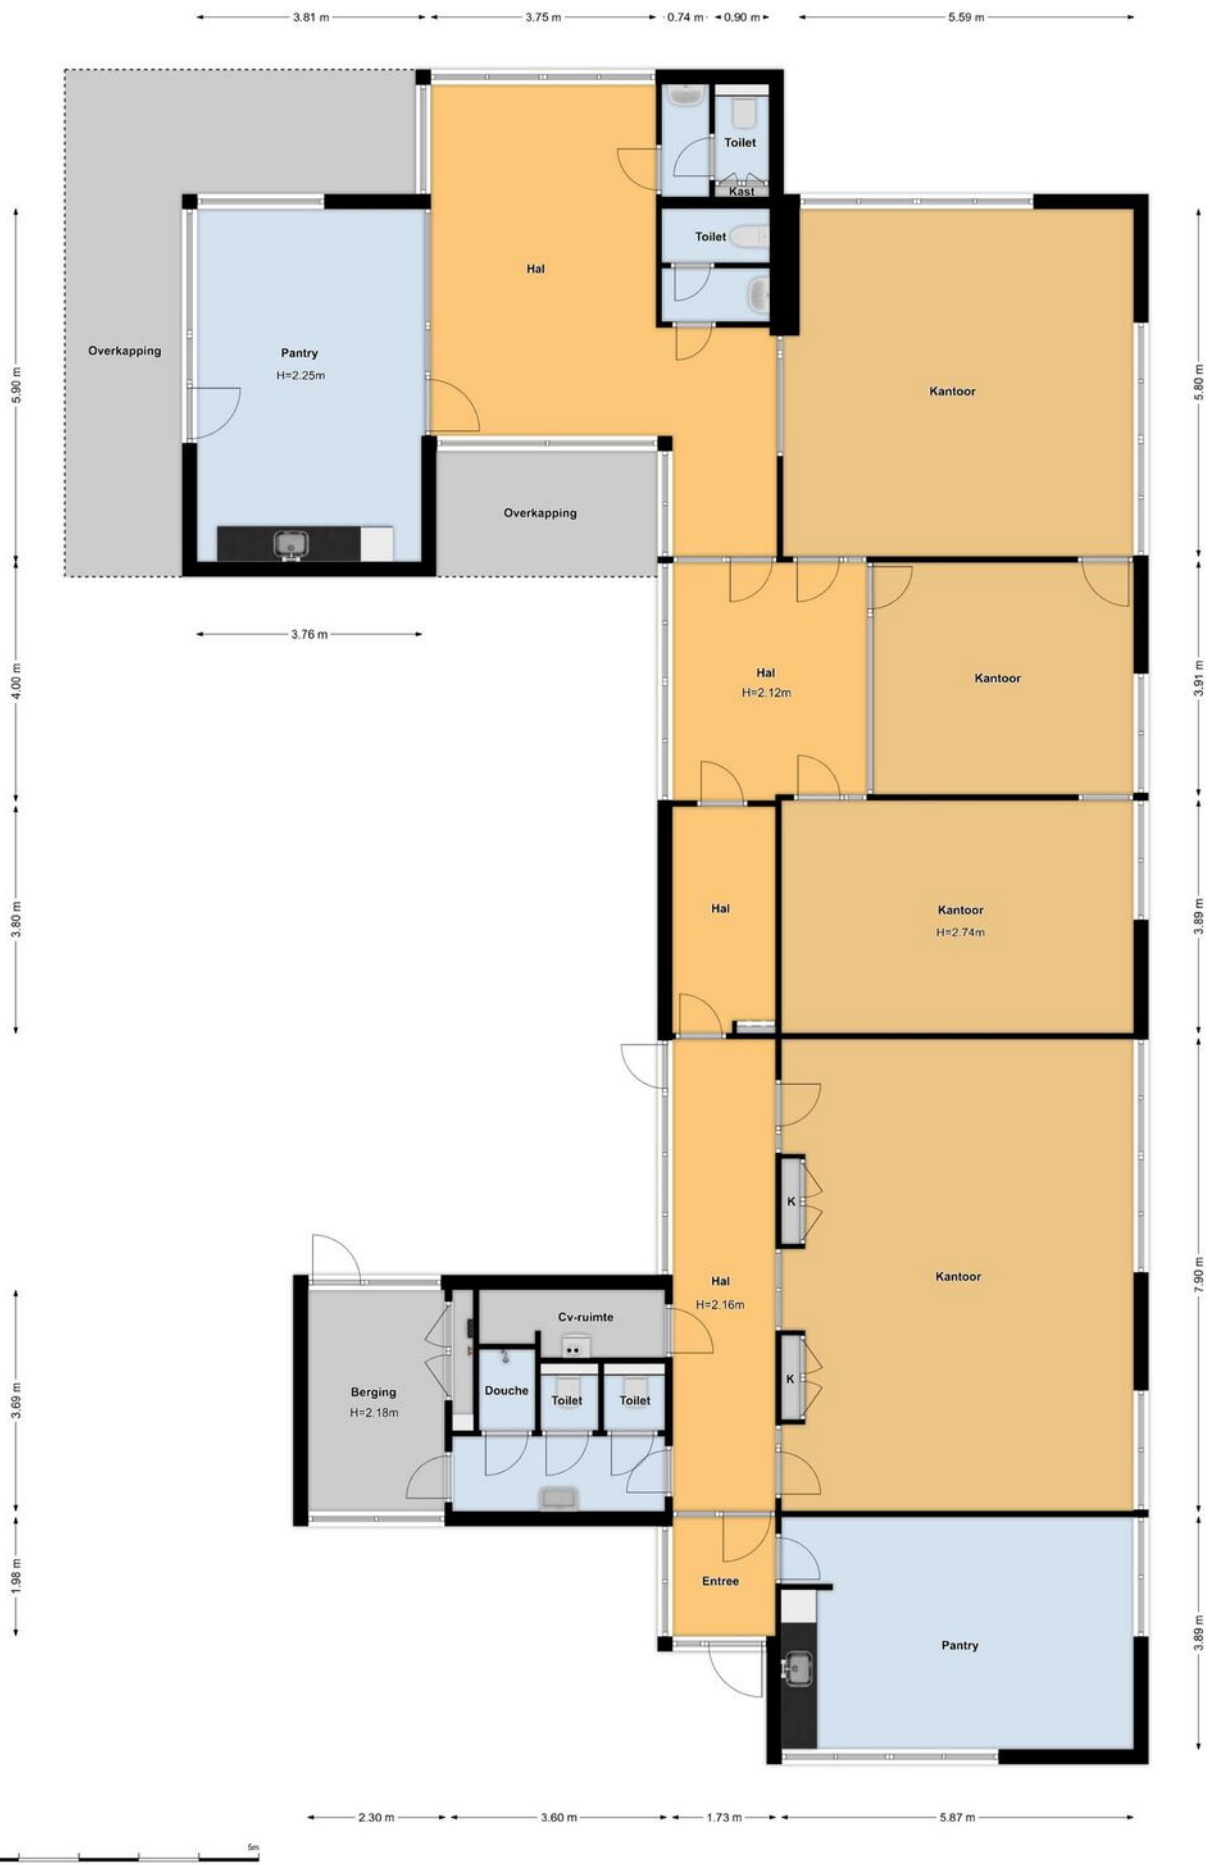 3.81 m
3.75 m
0.74 m
0.90 m
5.59 m
Toilet
Kast
Toilet
Hal
Overkapping
Pantry
H=2.25m
5.90 m
5.80 m
Kantoor
Overkapping
3.76 m
4.00 m
Hal
H=2.12m
Kantoor
3.91 m
3.80 m
Hal
Kantoor
H=2.74m
3.89 m
K
Hal
H=2.16m
Kantoor
7.90 m
Cv-ruimte
K
3.69 m
Berging
H=2.18m
Douche
Toilet
Toilet
1.98 m
Entree
Pantry
3.89 m
2.30 m
3.60 m
1.73 m
5.87 m
5m